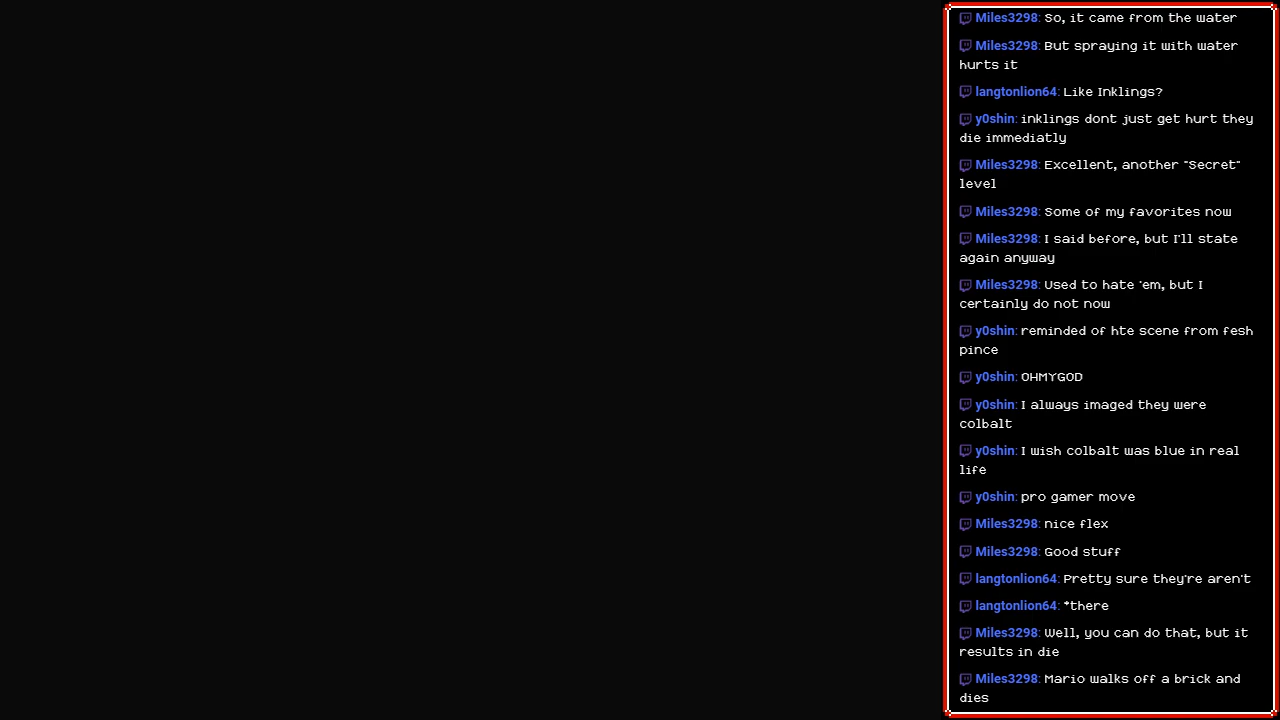 Miles3298: So, it came from the water
Miles3298: But spraying it with water
hurts it
langtonlion64: Like Inklings?
y0shin: inklings dont just get hurt they
die immediatly
Miles3298: Excellent, another "Secret"
level
Miles3298: Some of my favorites now
Miles3298: I said before, but I'll state
again anyway
Miles3298: Used to hate 'em, but I
certainly do not now
y0shin: reminded of hte scene from fesh
pince
y0shin: OHMYGOD
y0shin: I always imaged they were
colbalt
y0shin: I wish colbalt was blue in real
life
y0shin: pro gamer move
Miles3298: nice flex
Miles3298: Good stuff
langtonlion64: Pretty sure they're aren't
langtonlion64: *there
Miles3298: Well, you can do that, but it
results in die
Miles3298: Mario walks off a brick and
dies